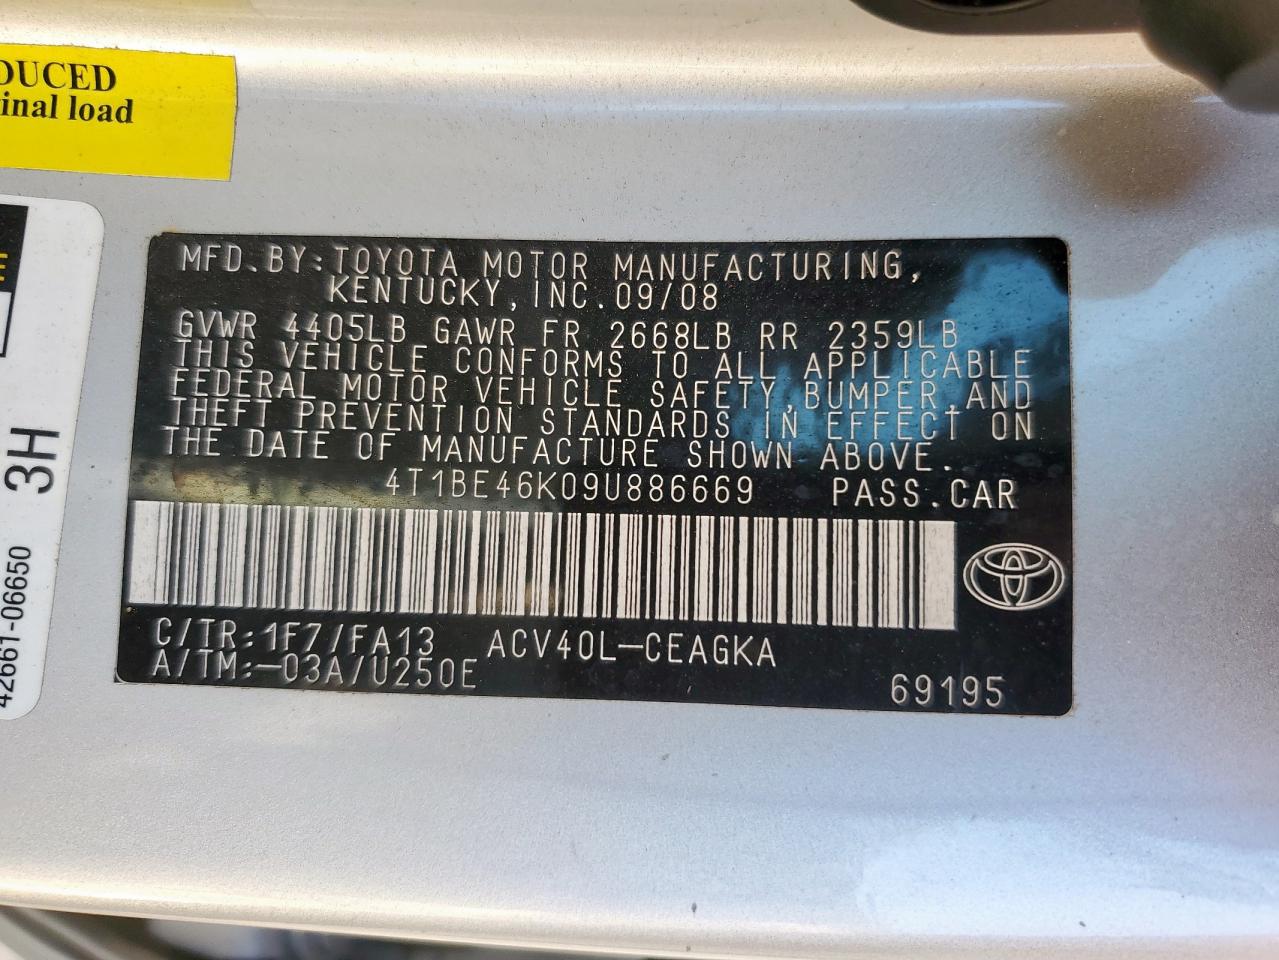 DUCED
inal load
3H
42661-06650
MFD.BY:TOYOTA MOTOR MANUFACTURING,
KENTUCKY,INC.09/08
GVWR 4405LB GAWR FR 2668LB RR 2359LB
THIS VEHICLE CONFORMS TO ALL APPLICABLE
FEDERAL MOTOR VEHICLE SAFETY,BUMPER,AND
THEFT PREVENTION STANDARDS IN EFFECT ON
THE DATE OF MANUFACTURE SHOWN ABOVE.
4T1BE46K09U886669 PASS.CAR
C/TR:1F7/FA13 ACV40L-CEAGKA
A/TM:-03A/U250E
69195